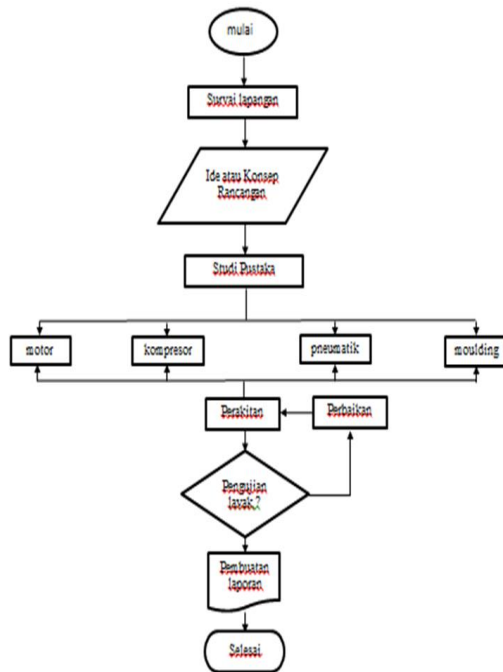 mulai
Survai lapangan
Ide atau Konsep
Rancangan
Studi Pustaka
motor
kompresor
pneumatik
moulding
Perakitan
Perbaikan
Pengujian
layak ?
Pembuatan
laporan
Selesai